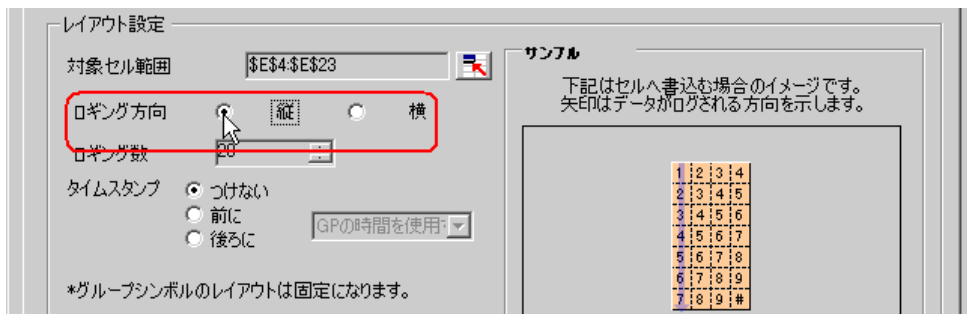 レイアウト設定
対象セル範囲 $E$4:$E$23
ロギング方向 縦 横
ロギング数 20
タイムスタンプ つけない
前に
後ろに
GPの時間を使用
*グループシンボルのレイアウトは固定になります。
サンプル
下記はセルへ書込む場合のイメージです。
矢印はデータがログされる方向を示します。
1 2 3 4
2 3 4 5
3 4 5 6
4 5 6 7
5 6 7 8
6 7 8 9
7 8 9 #